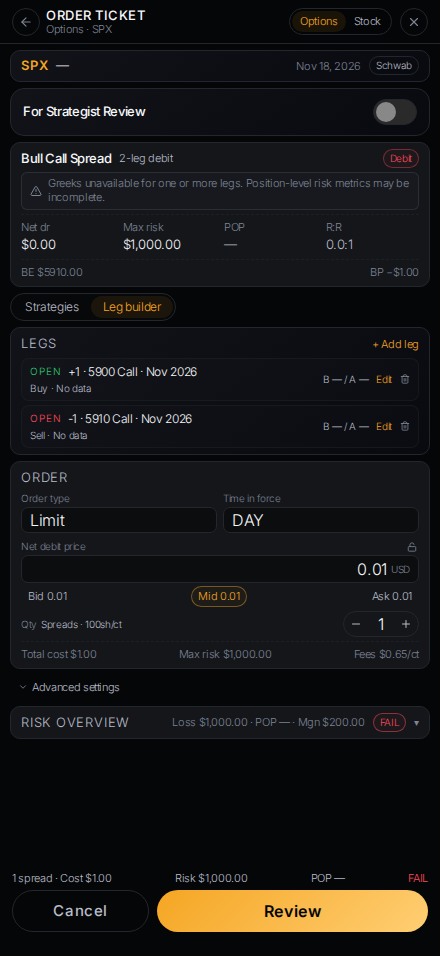 ORDER TICKET
Options · SPX
Options Stock
SPX —
Nov 18, 2026 Schwab
For Strategist Review
Bull Call Spread 2-leg debit Debit
Greeks unavailable for one or more legs. Position-level risk metrics may be
incomplete.
Net dr Max risk POP R:R
$0.00 $1,000.00 — 0.0:1
BE $5910.00 BP −$1.00
Strategies Leg builder
LEGS + Add leg
OPEN +1 · 5900 Call · Nov 2026
Buy · No data
B — / A — Edit
OPEN -1 · 5910 Call · Nov 2026
Sell · No data
B — / A — Edit
ORDER
Order type Time in force
Limit DAY
Net debit price
0.01 USD
Bid 0.01 Mid 0.01 Ask 0.01
Qty Spreads · 100sh/ct − 1 +
Total cost $1.00 Max risk $1,000.00 Fees $0.65/ct
Advanced settings
RISK OVERVIEW Loss $1,000.00 · POP — · Mgn $200.00 FAIL ▾
1 spread · Cost $1.00 Risk $1,000.00 POP — FAIL
Cancel Review